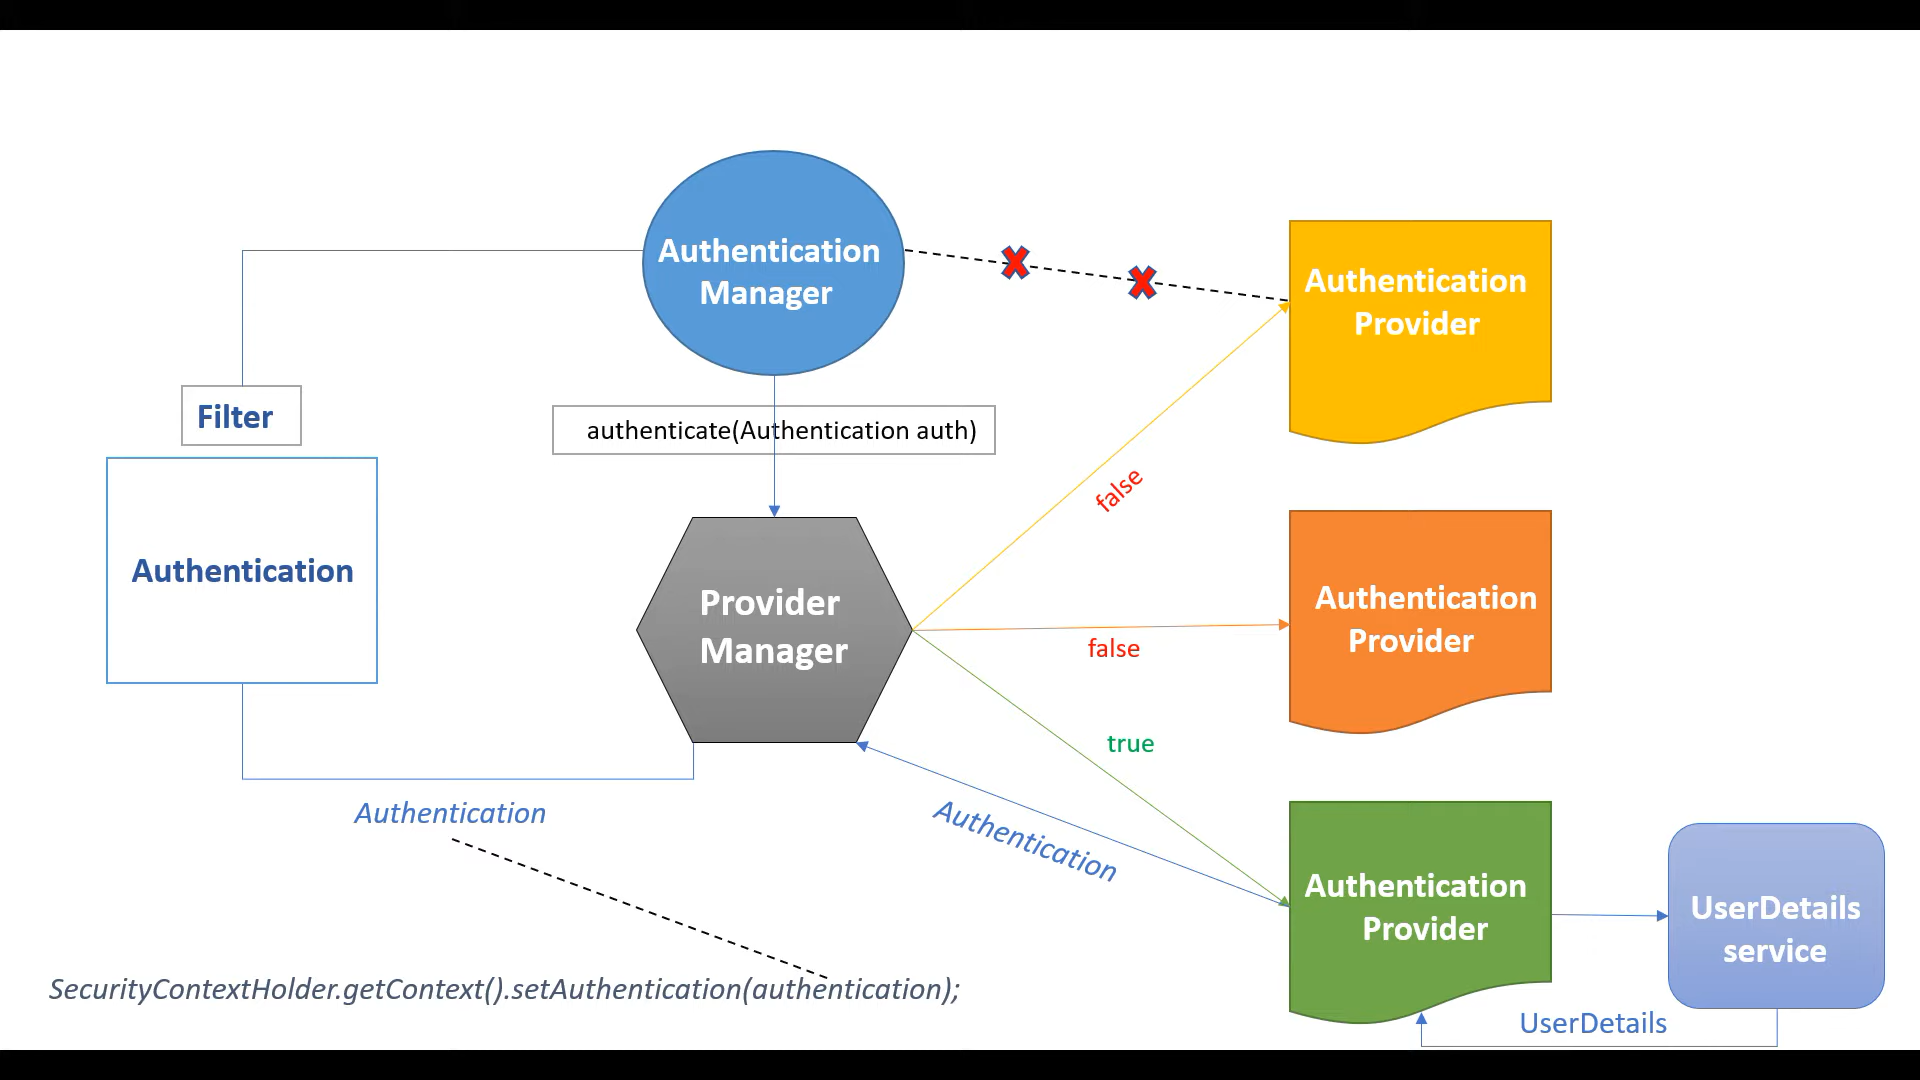 Authentication
Manager
Authentication
Provider
Filter
authenticate(Authentication auth)
false
Authentication
Provider
Manager
Authentication
Provider
false
true
Authentication
Authentication
Authentication
Provider
UserDetails
service
SecurityContextHolder.getContext().setAuthentication(authentication);
UserDetails